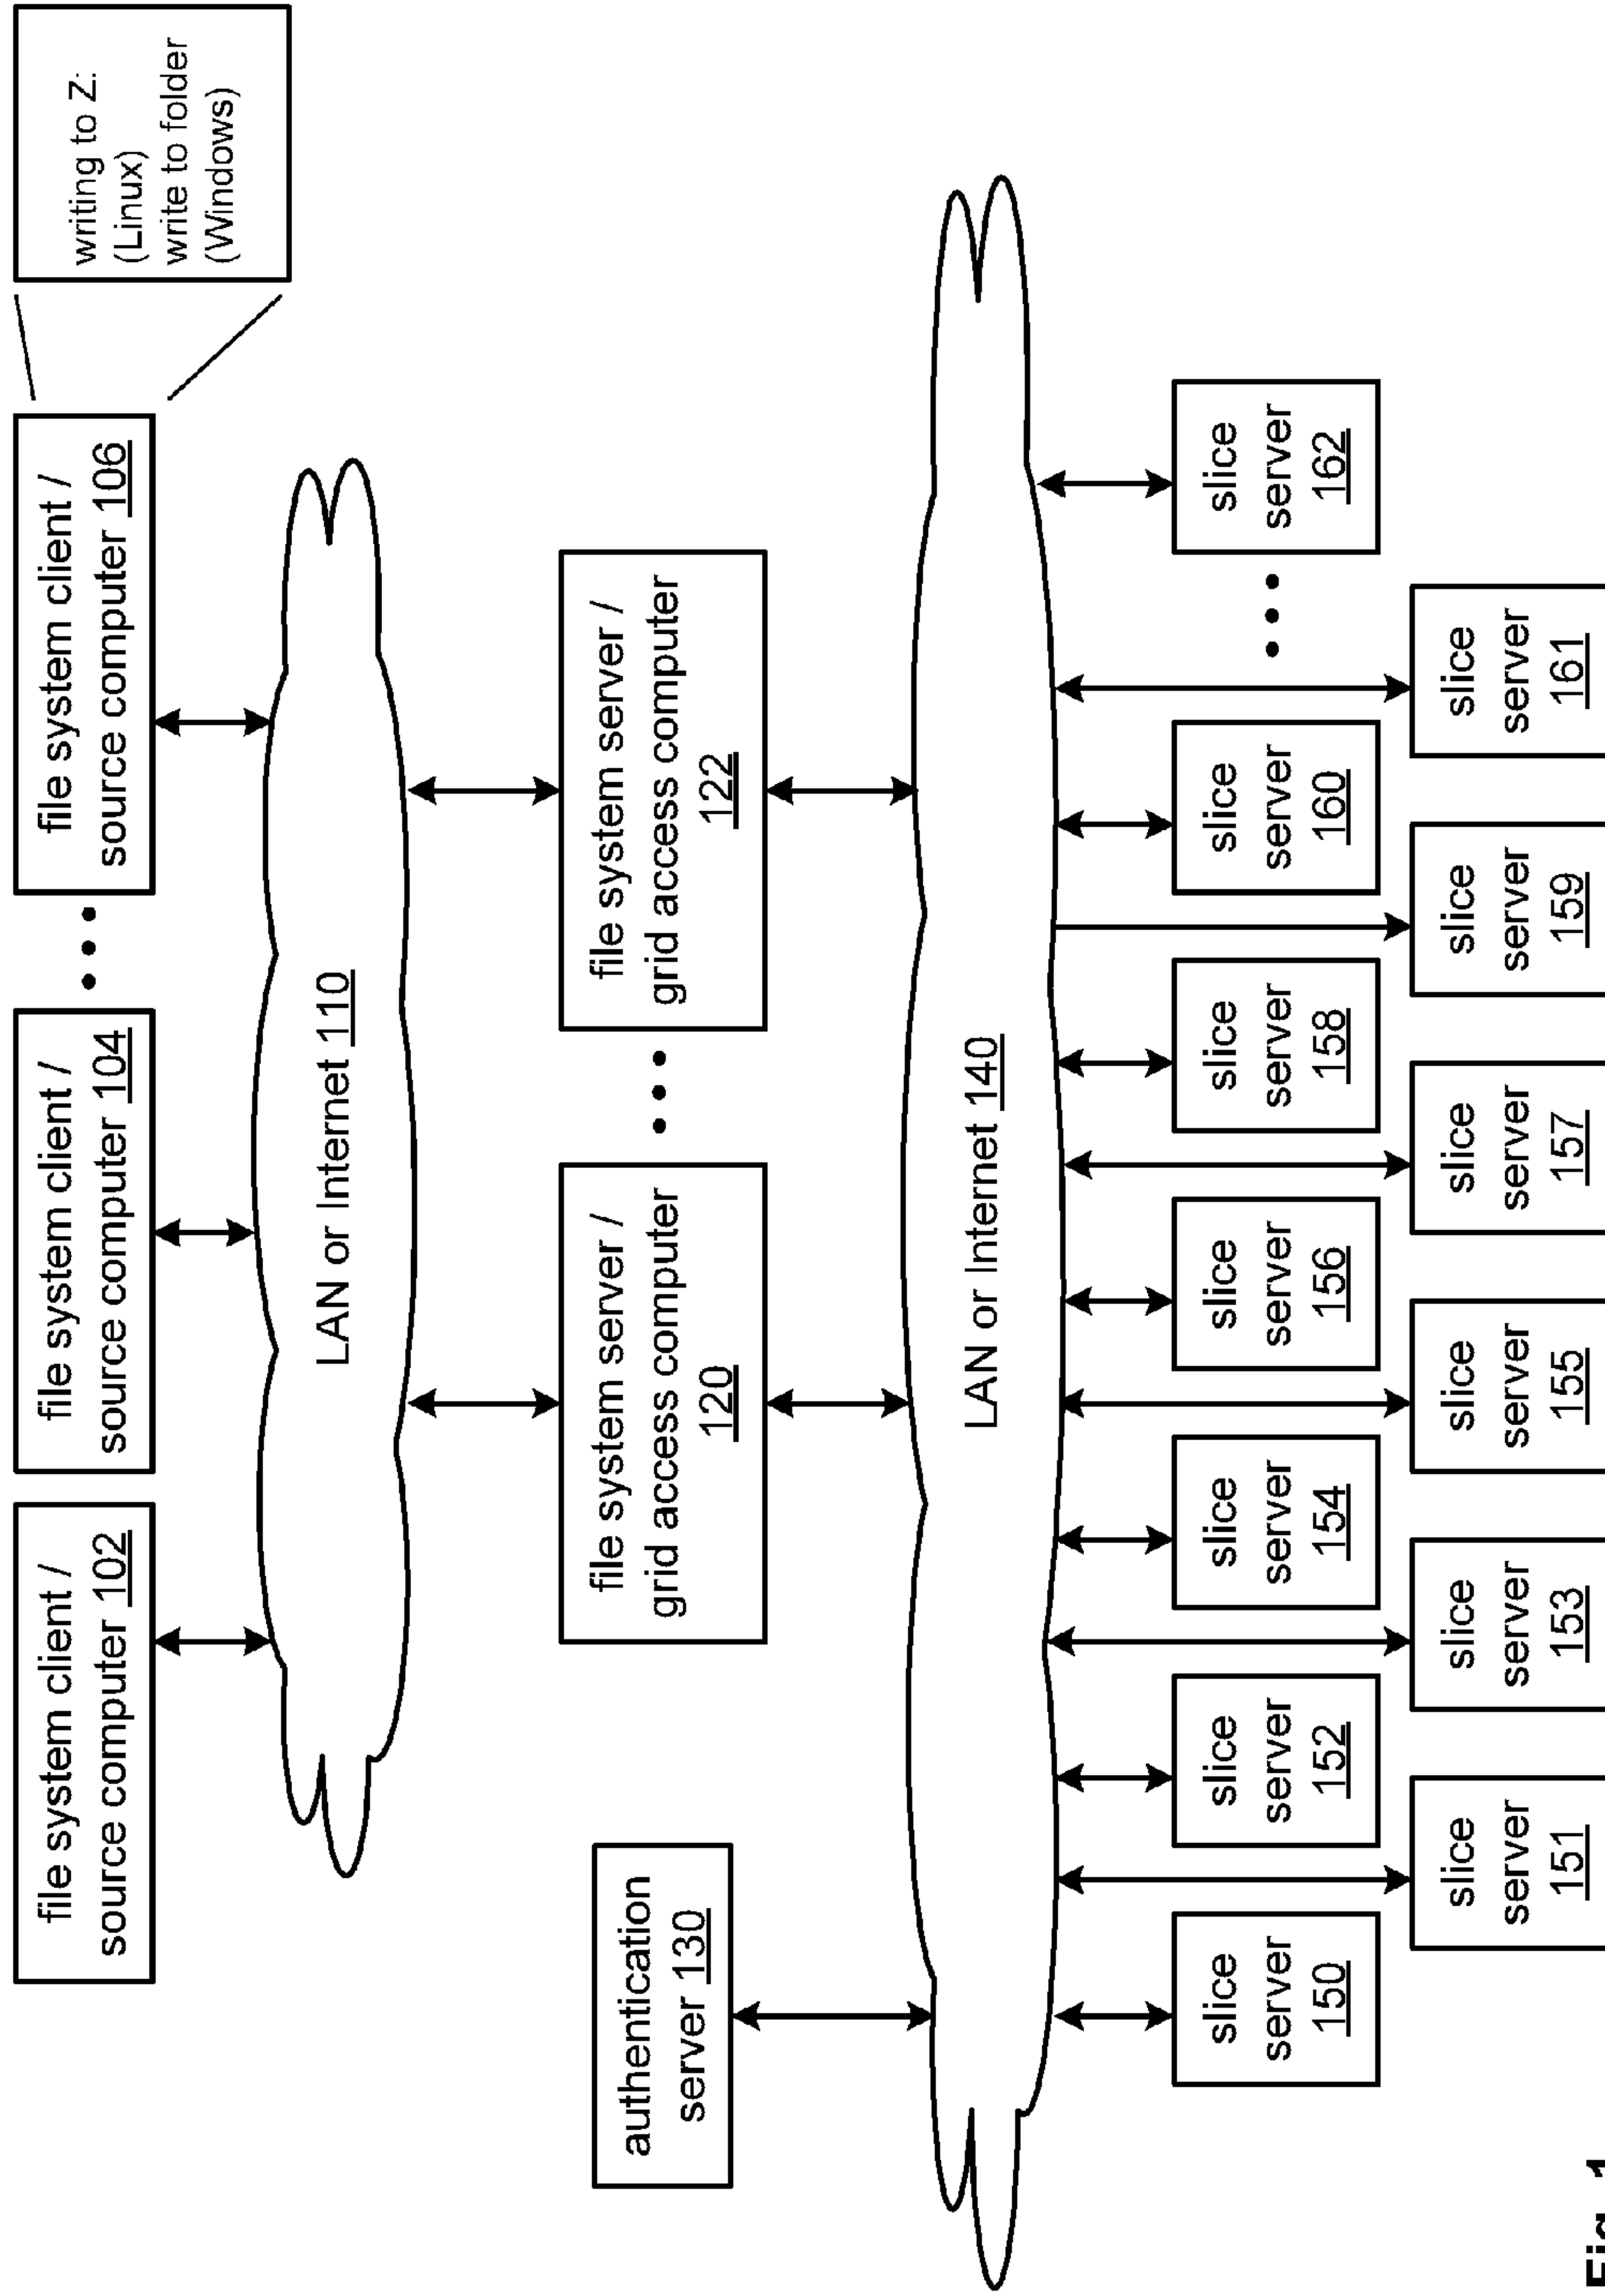 file system client /
source computer 102
file system client /
source computer 104
file system client /
source computer 106
writing to Z:
(Linux)
write to folder
(Windows)
LAN or Internet 110
file system server /
grid access computer
120
file system server /
grid access computer
122
authentication
server 130
LAN or Internet 140
slice
server
150
slice
server
152
slice
server
154
slice
server
156
slice
server
158
slice
server
160
slice
server
162
slice
server
151
slice
server
153
slice
server
155
slice
server
157
slice
server
159
slice
server
161
Fig. 1